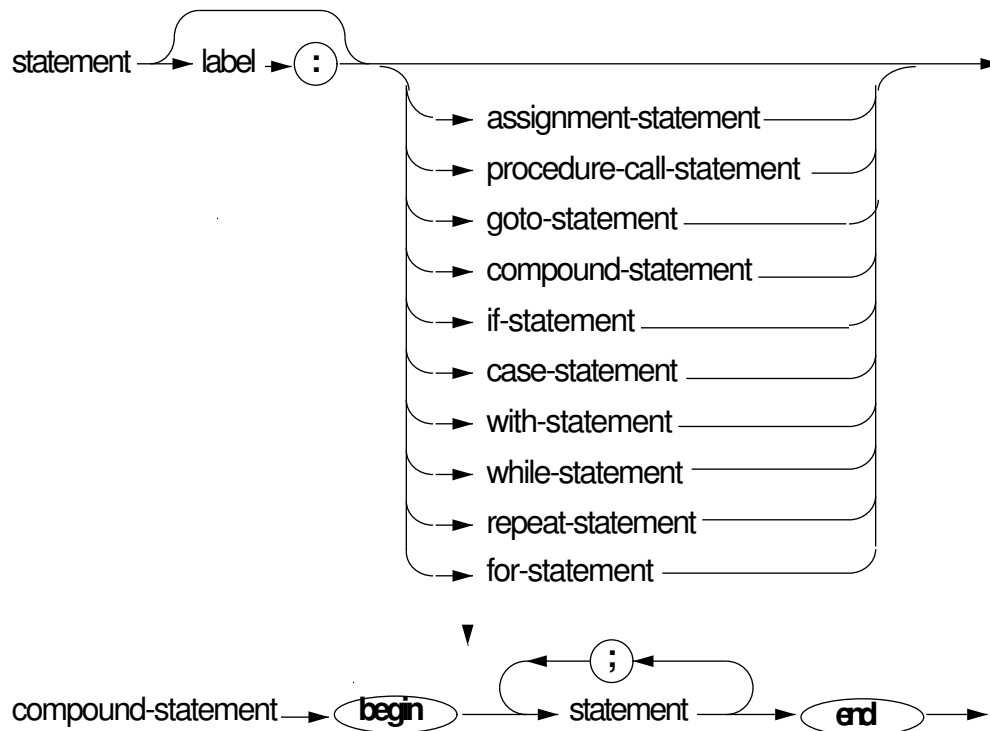 statement label :
assignment-statement
procedure-call-statement
goto-statement
compound-statement
if-statement
case-statement
with-statement
while-statement
repeat-statement
for-statement
;
compound-statement begin statement end